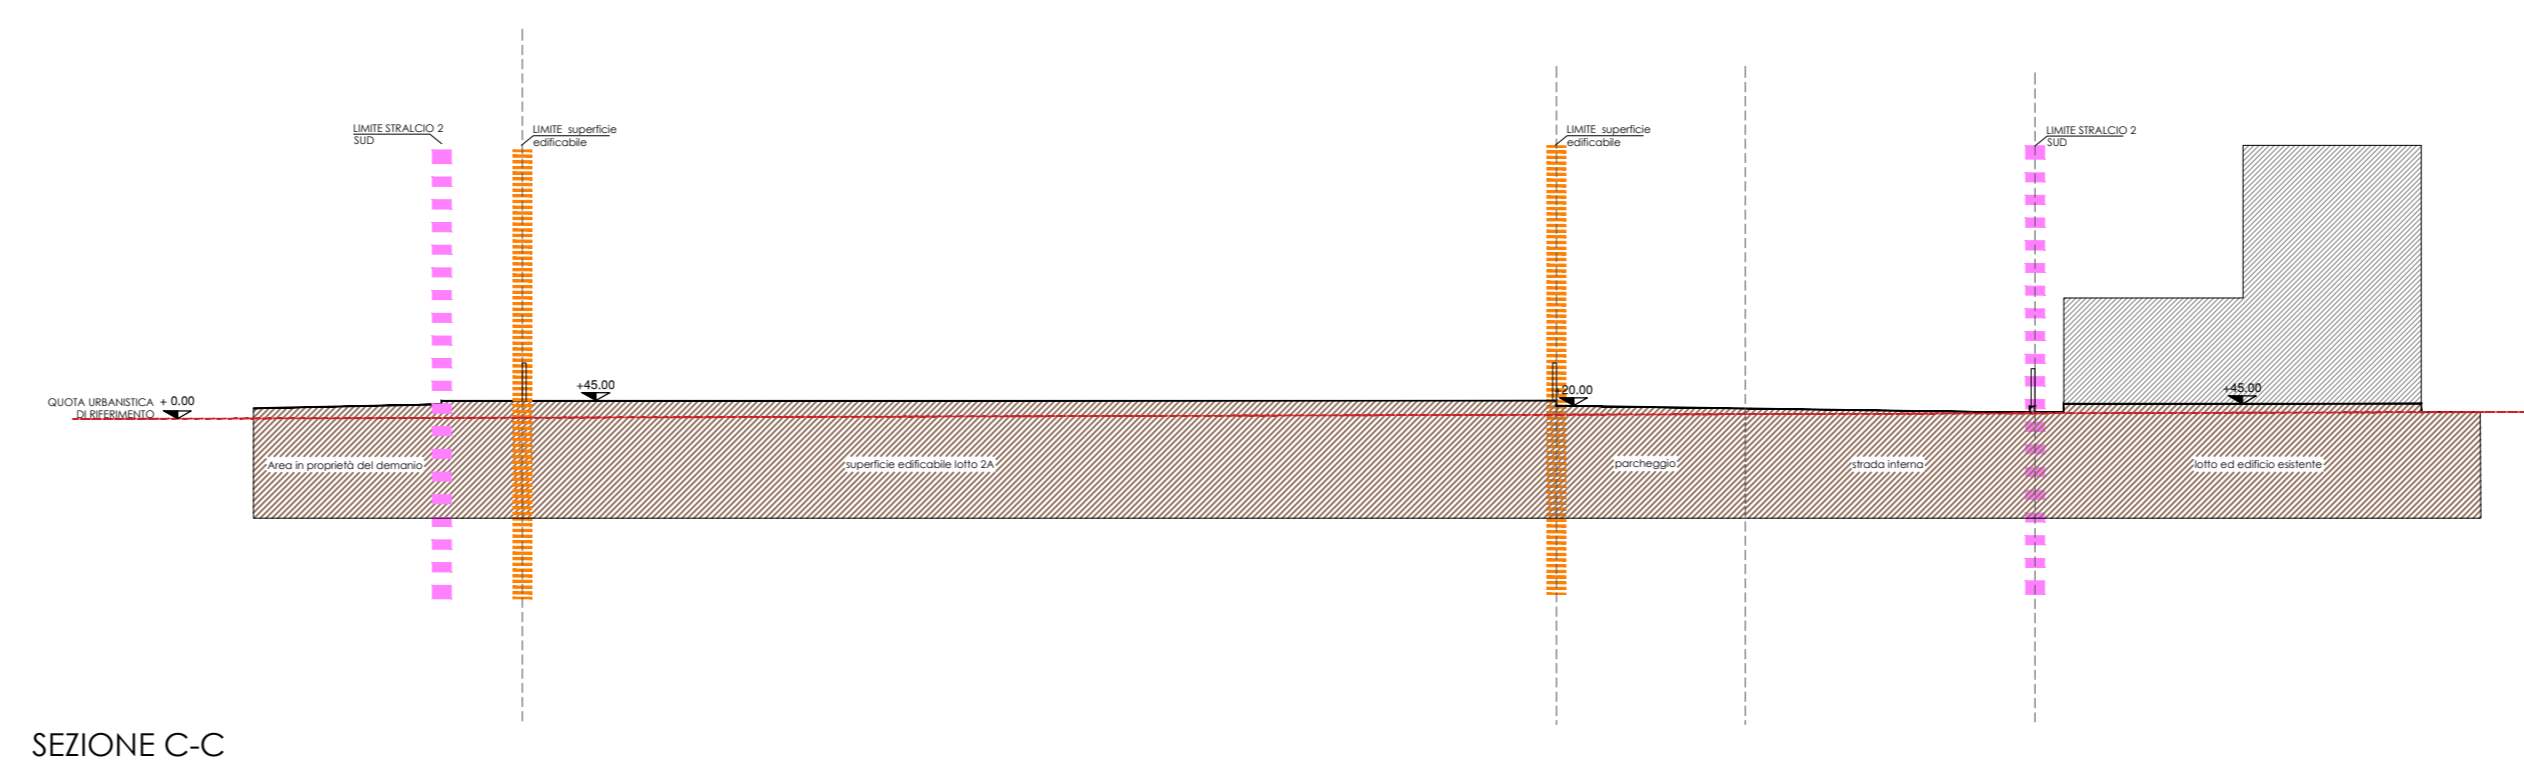 LIMITE STRALCIO 2
SUD
LIMITE superficie
edificabile
LIMITE superficie
edificabile
LIMITE STRALCIO 2
SUD
QUOTA URBANISTICA + 0.00
DI RIFERIMENTO
+45.00
+20.00
+45.00
Area in proprietà del demanio
superficie edificabile lotto 2A
parcheggio
strada interna
lotto ed edificio esistente
SEZIONE C-C